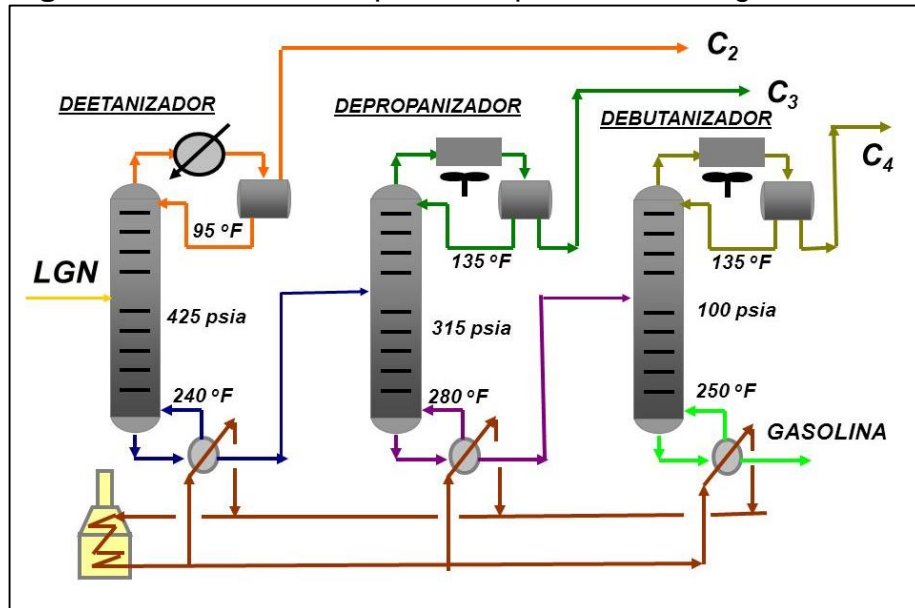 C2
DEETANIZADOR
DEPROPANIZADOR
C3
DEBUTANIZADOR
C4
95 °F
135 °F
135 °F
LGN
425 psia
315 psia
100 psia
240 °F
280 °F
250 °F
GASOLINA